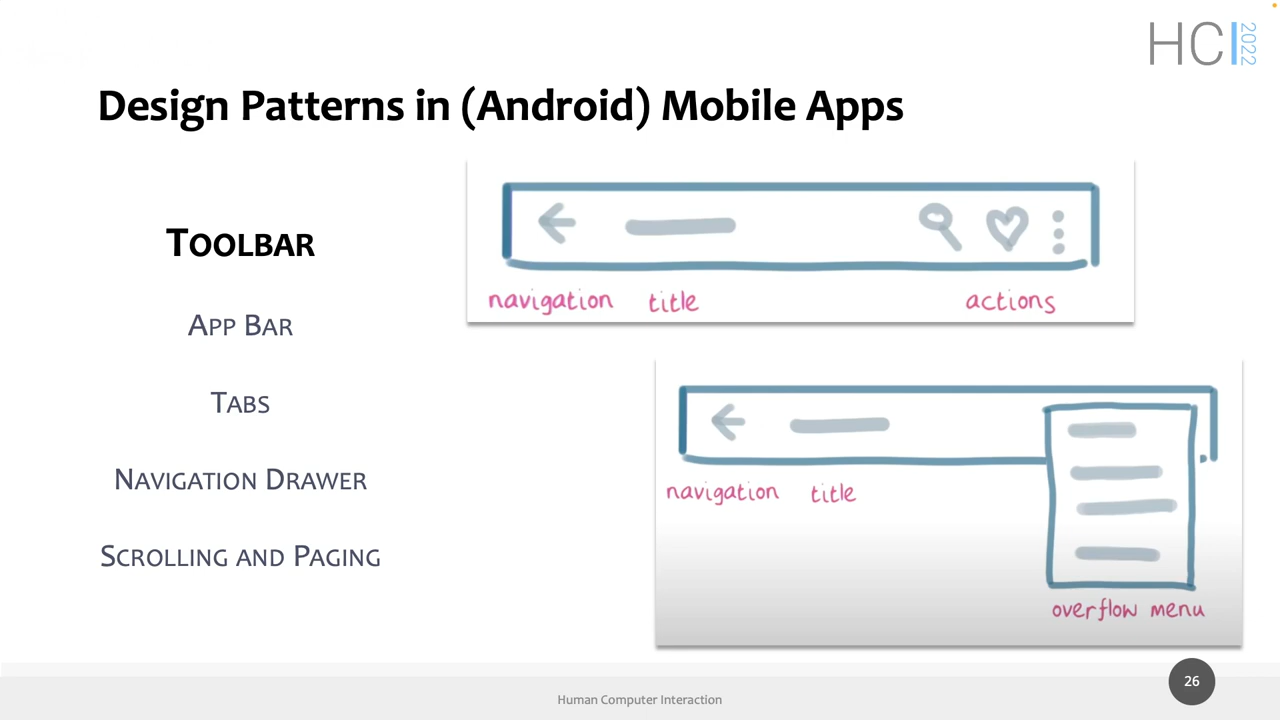 HCI 2022
Design Patterns in (Android) Mobile Apps
TOOLBAR
APP BAR
TABS
NAVIGATION DRAWER
SCROLLING AND PAGING
navigation title actions
navigation title
overflow menu
Human Computer Interaction
26